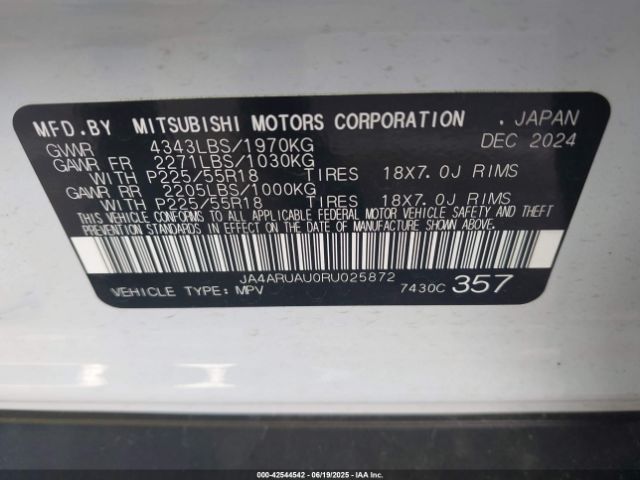 MFD.BY MITSUBISHI MOTORS CORPORATION . JAPAN
GVWR 4343LBS/1970KG DEC 2024
GAWR FR 2271LBS/1030KG
WITH P225/55R18 TIRES 18X7.0J RIMS
GAWR RR 2205LBS/1000KG
WITH P225/55R18 TIRES 18X7.0J RIMS
THIS VEHICLE CONFORMS TO ALL APPLICABLE FEDERAL MOTOR VEHICLE SAFETY AND THEFT
PREVENTION STANDARDS IN EFFECT ON THE DATE OF MANUFACTURE SHOWN ABOVE.
JA4ARUAU0RU025872
VEHICLE TYPE: MPV 7430C 357
000-42544542 - 06/19/2025 - IAA Inc.